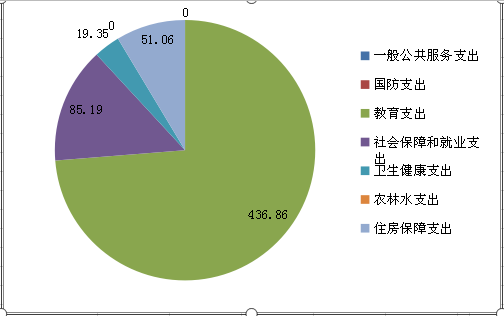 0
0
19.35
51.06
85.19
436.86
一般公共服务支出
国防支出
教育支出
社会保障和就业支
出
卫生健康支出
农林水支出
住房保障支出